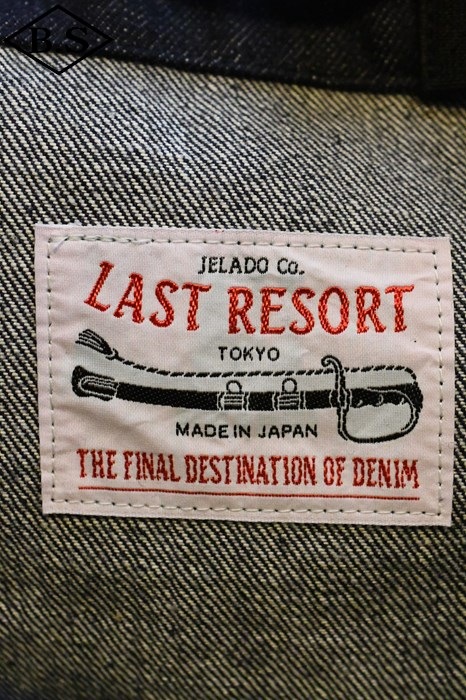 BS
JELADO Co.
LAST RESORT
TOKYO
MADE IN JAPAN
THE FINAL DESTINATION OF DENIM